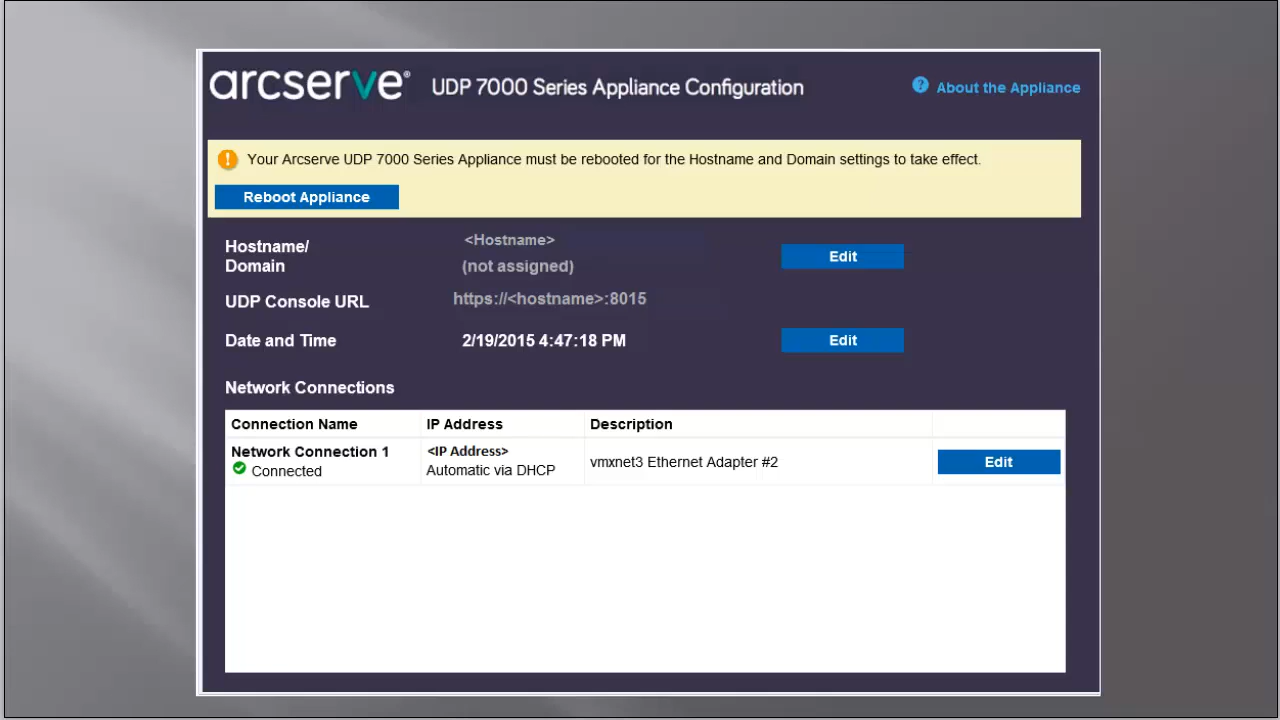 arcserve® UDP 7000 Series Appliance Configuration
? About the Appliance
! Your Arcserve UDP 7000 Series Appliance must be rebooted for the Hostname and Domain settings to take effect.
Reboot Appliance
Hostname/ <Hostname>
Domain (not assigned) Edit
UDP Console URL https://<hostname>:8015
Date and Time 2/19/2015 4:47:18 PM Edit
Network Connections
Connection Name IP Address Description
Network Connection 1 <IP Address> vmxnet3 Ethernet Adapter #2 Edit
Connected Automatic via DHCP